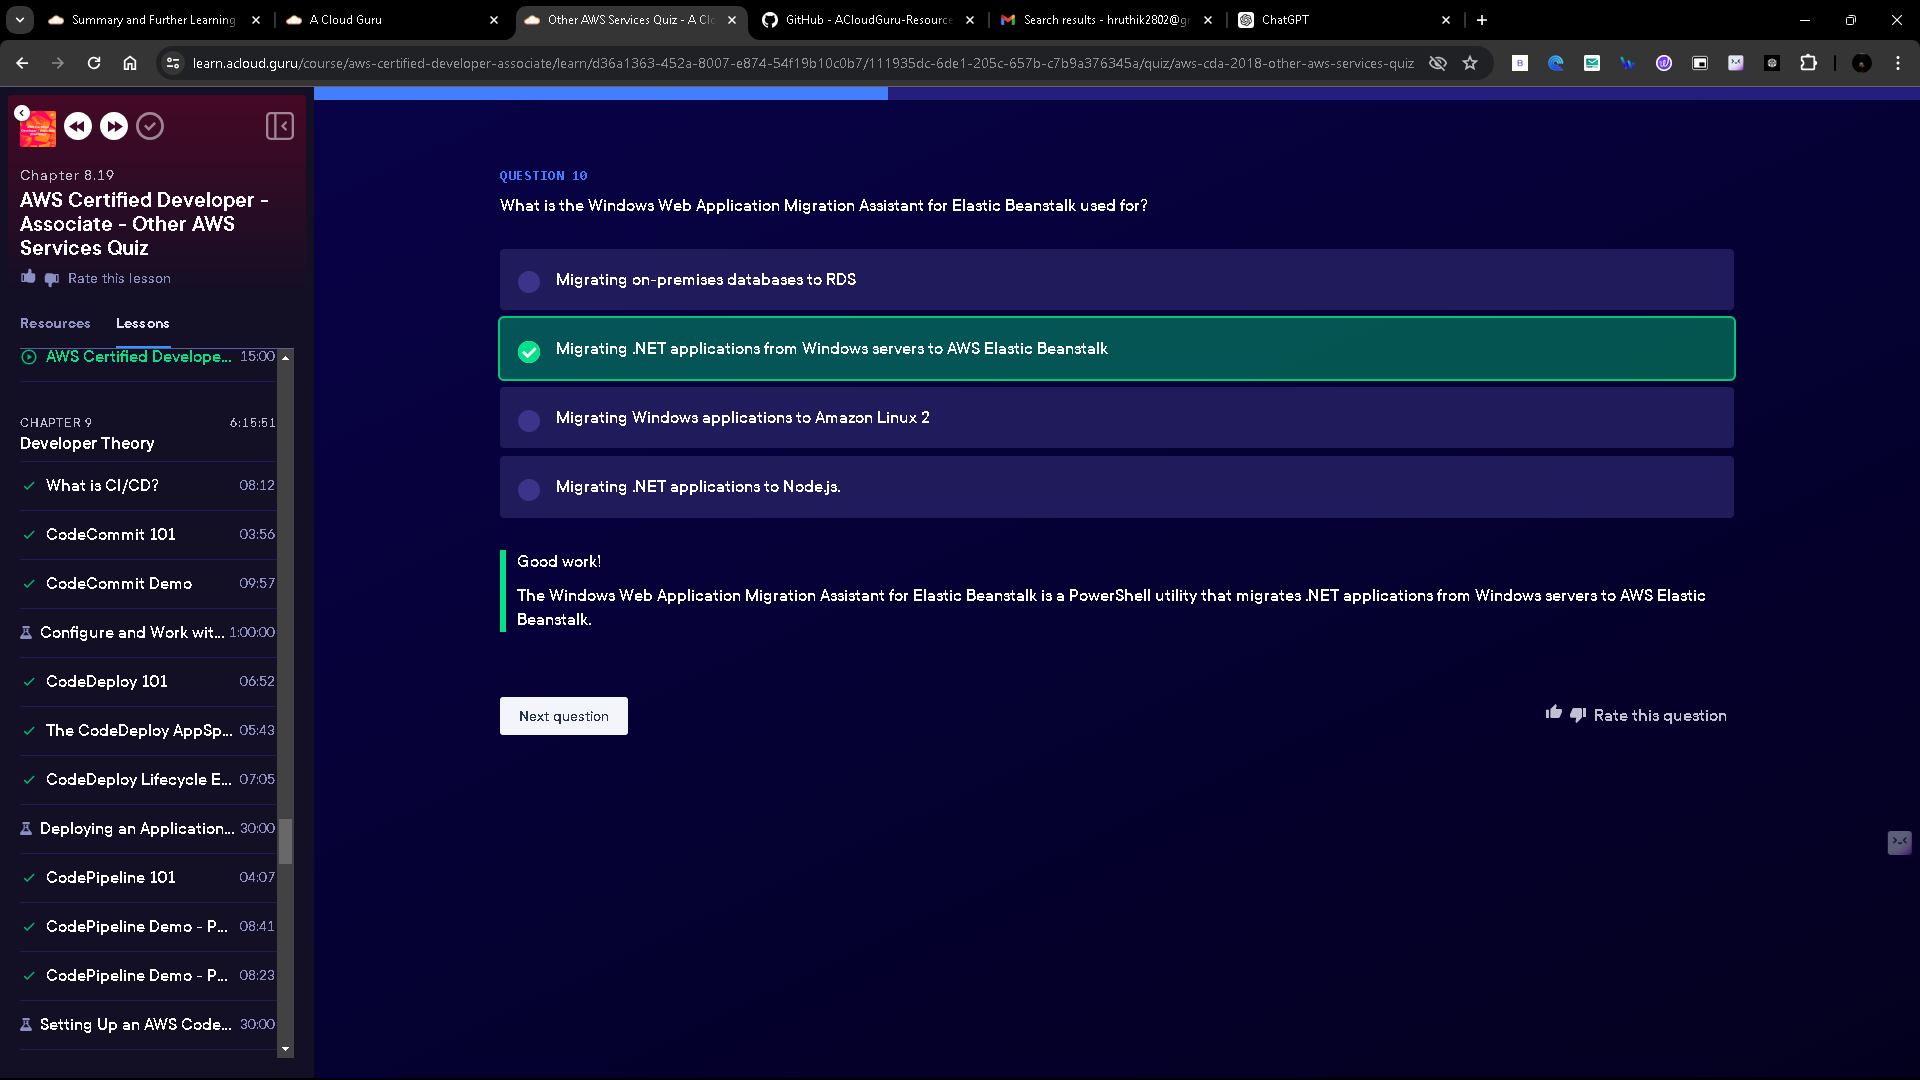 Summary and Further Learning
A Cloud Guru
Other AWS Services Quiz - A Cl
GitHub - ACloudGuru-Resource
Search results - hruthik2802@g
ChatGPT
learn.acloud.guru/course/aws-certified-developer-associate/learn/d36a1363-452a-8007-e874-54f19b10c0b7/111935dc-6de1-205c-657b-c7b9a376345a/quiz/aws-cda-2018-other-aws-services-quiz
Chapter 8.19
AWS Certified Developer -
Associate - Other AWS
Services Quiz
Rate this lesson
Resources Lessons
AWS Certified Develope... 15:00
CHAPTER 9 6:15:51
Developer Theory
What is CI/CD? 08:12
CodeCommit 101 03:56
CodeCommit Demo 09:57
Configure and Work wit... 1:00:00
CodeDeploy 101 06:52
The CodeDeploy AppSp... 05:43
CodeDeploy Lifecycle E... 07:05
Deploying an Application... 30:00
CodePipeline 101 04:07
CodePipeline Demo - P... 08:41
CodePipeline Demo - P... 08:23
Setting Up an AWS Code... 30:00
QUESTION 10
What is the Windows Web Application Migration Assistant for Elastic Beanstalk used for?
Migrating on-premises databases to RDS
Migrating .NET applications from Windows servers to AWS Elastic Beanstalk
Migrating Windows applications to Amazon Linux 2
Migrating .NET applications to Node.js.
Good work!
The Windows Web Application Migration Assistant for Elastic Beanstalk is a PowerShell utility that migrates .NET applications from Windows servers to AWS Elastic
Beanstalk.
Next question
Rate this question